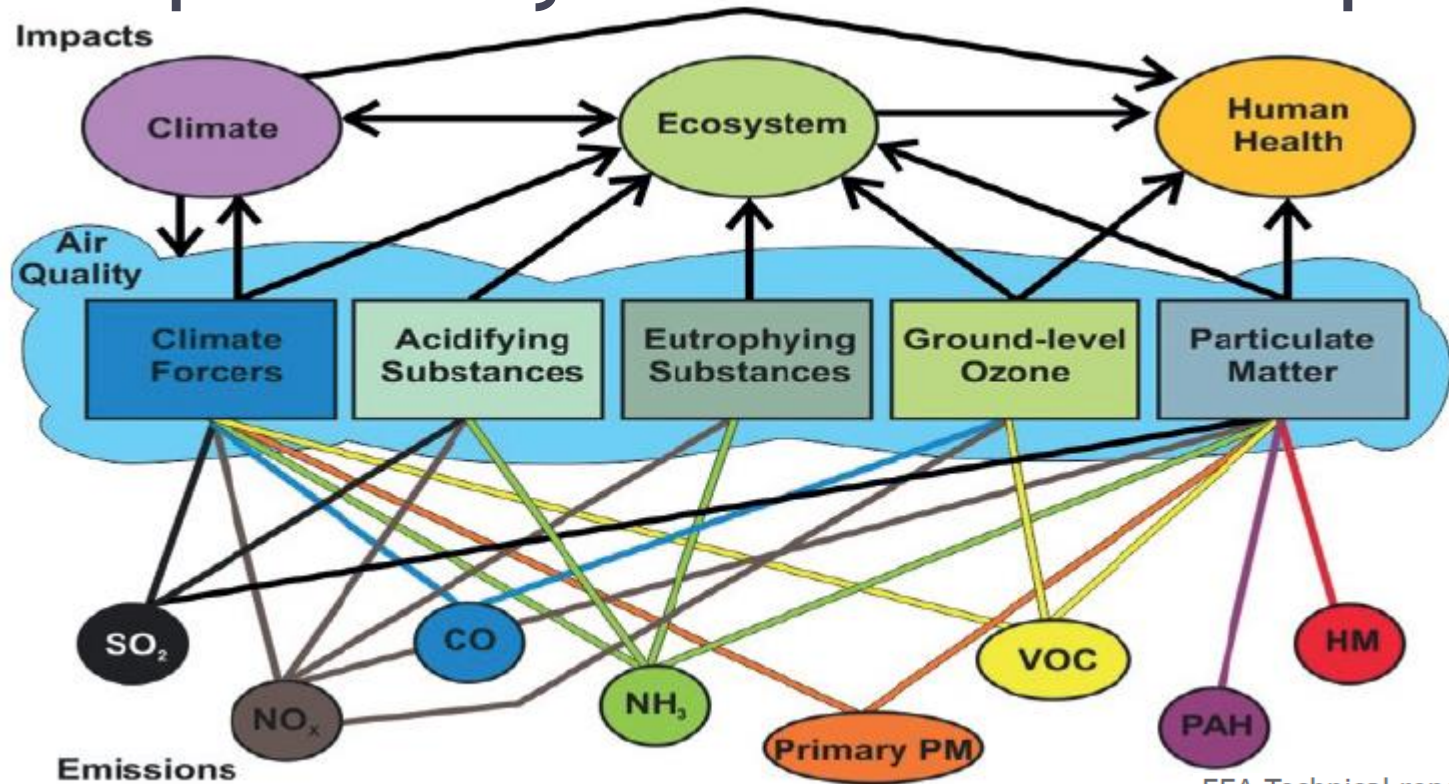 Impacts
Climate
Ecosystem
Human
Health
Air
Quality
Climate
Forcers
Acidifying
Substances
Eutrophying
Substances
Ground-level
Ozone
Particulate
Matter
SO₂
NOₓ
CO
NH₃
Primary PM
VOC
PAH
HM
Emissions